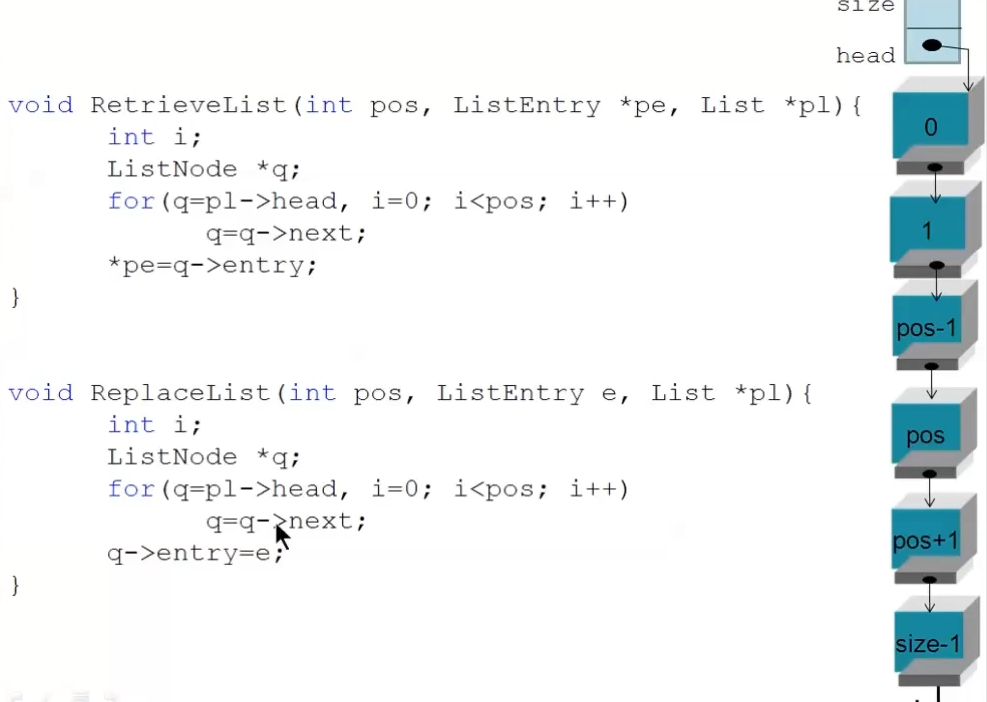 size
head
void RetrieveList(int pos, ListEntry *pe, List *pl){
int i;
ListNode *q;
for(q=pl->head, i=0; i<pos; i++)
q=q->next;
*pe=q->entry;
}
void ReplaceList(int pos, ListEntry e, List *pl){
int i;
ListNode *q;
for(q=pl->head, i=0; i<pos; i++)
q=q->next;
q->entry=e;
}
0
1
pos-1
pos
pos+1
size-1